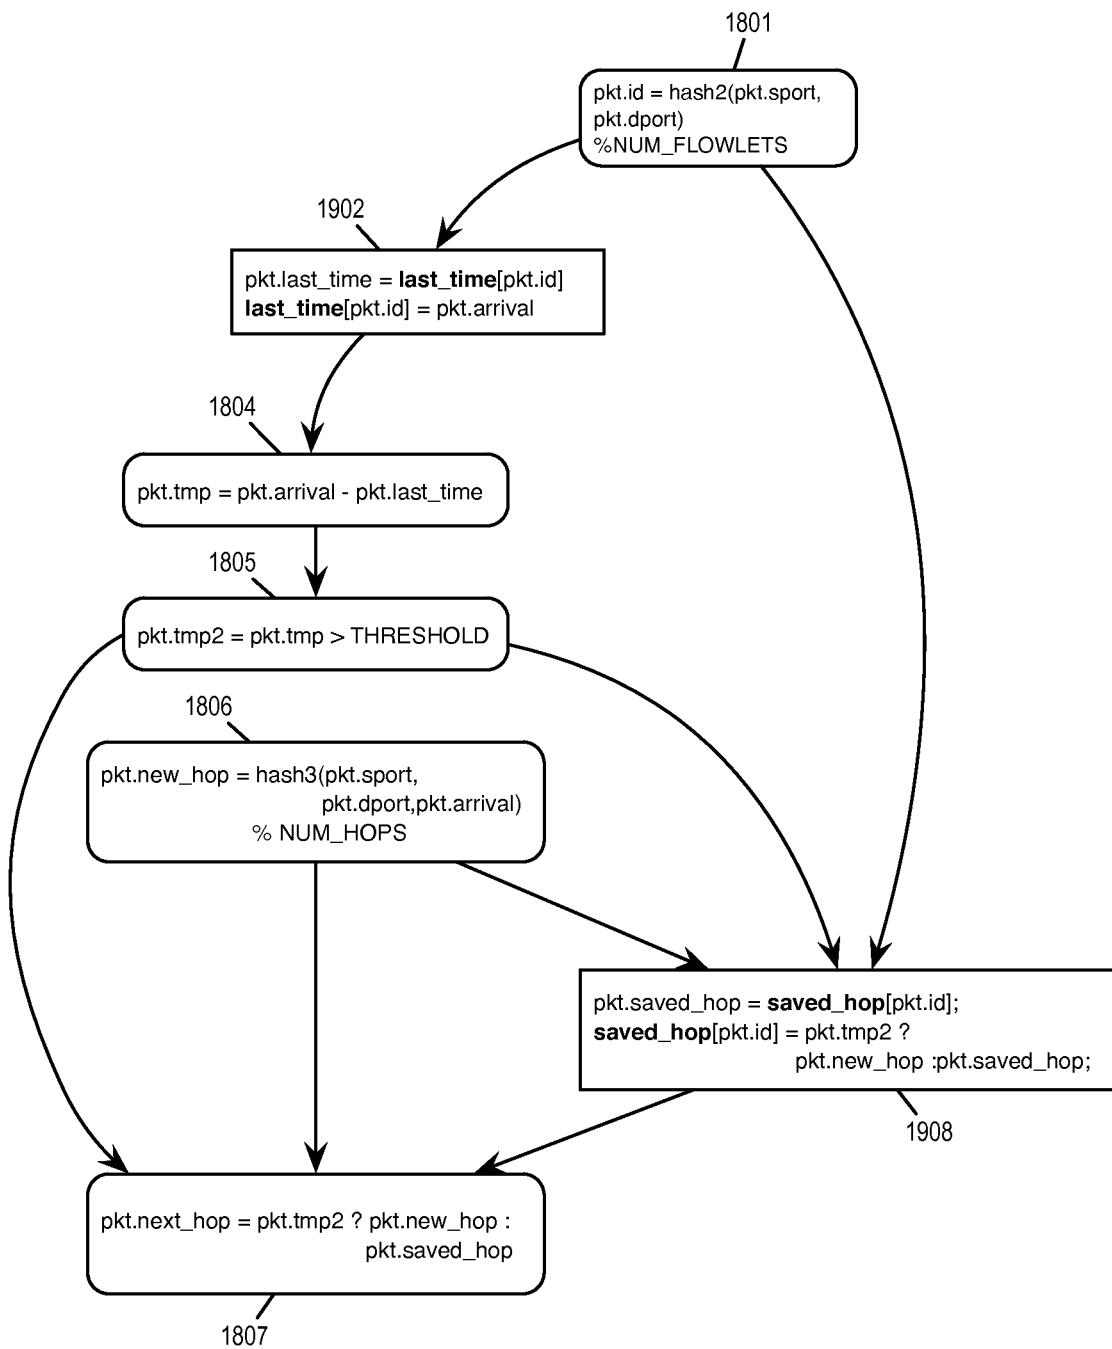 1801
pkt.id = hash2(pkt.sport,
pkt.dport)
%NUM_FLOWLETS
1902
pkt.last_time = last_time[pkt.id]
last_time[pkt.id] = pkt.arrival
1804
pkt.tmp = pkt.arrival - pkt.last_time
1805
pkt.tmp2 = pkt.tmp > THRESHOLD
1806
pkt.new_hop = hash3(pkt.sport,
pkt.dport,pkt.arrival)
% NUM_HOPS
pkt.saved_hop = saved_hop[pkt.id];
saved_hop[pkt.id] = pkt.tmp2 ?
pkt.new_hop :pkt.saved_hop;
1908
pkt.next_hop = pkt.tmp2 ? pkt.new_hop :
pkt.saved_hop
1807